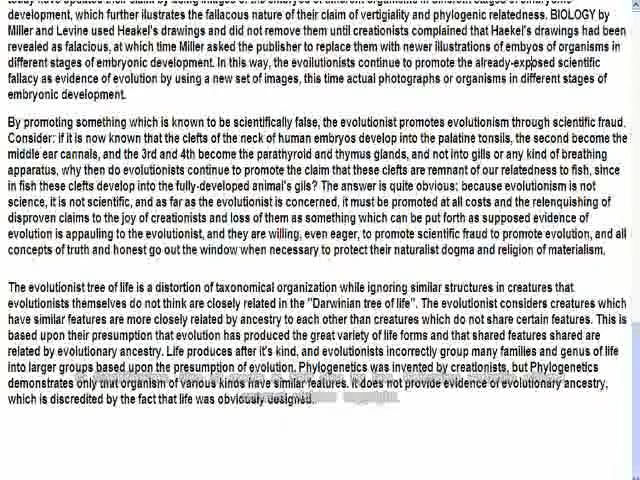 development, which further illustrates the fallacous nature of their claim of vertigiality and phylogenic relatedness. BIOLOGY by
Miller and Levine used Heakel's drawings and did not remove them until creationists complained that Haekel's drawings had been
revealed as falacious, at which time Miller asked the publisher to replace them with newer illustrations of embyos of organisms in
different stages of embryonic development. In this way, the evoilutionists continue to promote the already-exposed scientific
fallacy as evidence of evolution by using a new set of images, this time actual photographs or organisms in different stages of
embryonic development.
By promoting something which is known to be scientifically false, the evolutionist promotes evolutionism through scientific fraud.
Consider: if it is now known that the clefts of the neck of human embryos develop into the palatine tonsils, the second become the
middle ear cannals, and the 3rd and 4th become the parathyroid and thymus glands, and not into gills or any kind of breathing
apparatus, why then do evolutionists continue to promote the claim that these clefts are remnant of our relatedness to fish, since
in fish these clefts develop into the fully-developed animal's gils? The answer is quite obvious: because evolutionism is not
science, it is not scientific, and as far as the evolutionist is concerned, it must be promoted at all costs and the relenquishing of
disproven claims to the joy of creationists and loss of them as something which can be put forth as supposed evidence of
evolution is appauling to the evolutionist, and they are willing, even eager, to promote scientific fraud to promote evolution, and all
concepts of truth and honest go out the window when necessary to protect their naturalist dogma and religion of materialism.
The evolutionist tree of life is a distortion of taxonomical organization while ignoring similar structures in creatures that
evolutionists themselves do not think are closely related in the "Darwinian tree of life". The evolutionist considers creatures which
have similar features are more closely related by ancestry to each other than creatures which do not share certain features. This is
based upon their presumption that evolution has produced the great variety of life forms and that shared features shared are
related by evolutionary ancestry. Life produces after it's kind, and evolutionists incorrectly group many families and genus of life
into larger groups based upon the presumption of evolution. Phylogenetics was invented by creationists, but Phylogenetics
demonstrates only that organism of various kinds have similar features. It does not provide evidence of evolutionary ancestry,
which is discredited by the fact that life was obviously designed.